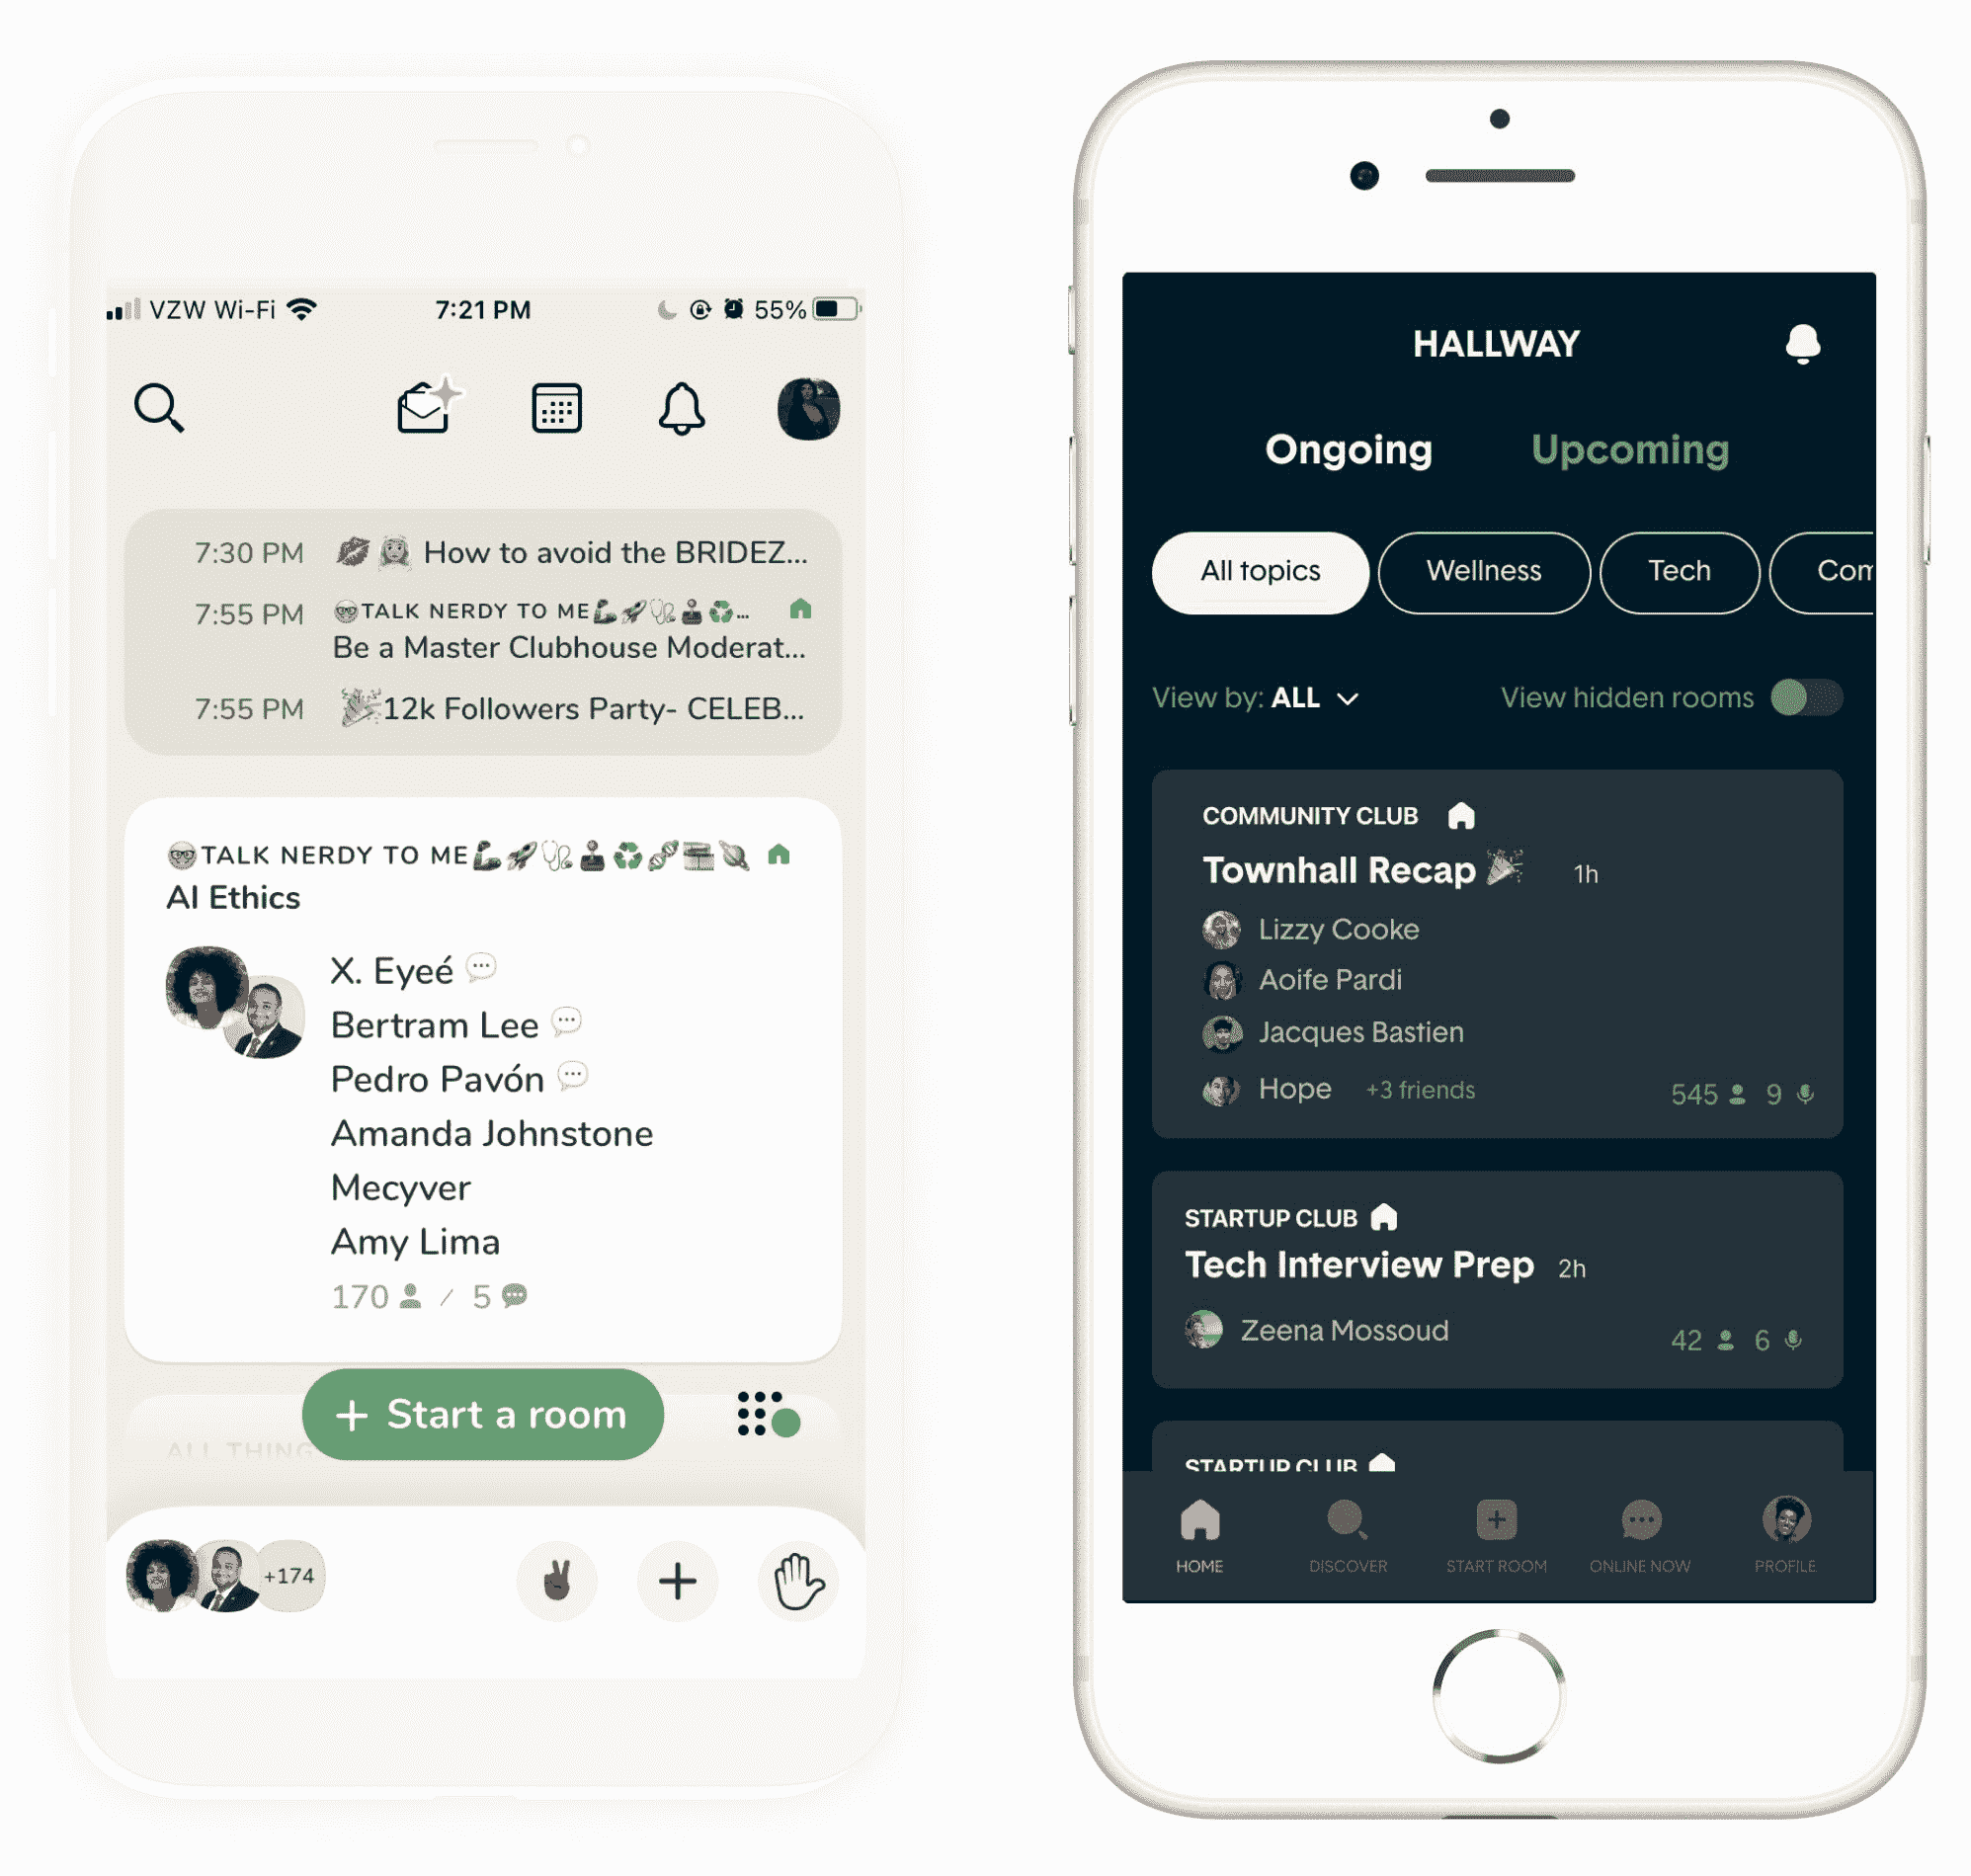 VZW Wi-Fi 7:21 PM 55%
7:30 PM 💋👰 How to avoid the BRIDEZ...
7:55 PM 🤓TALK NERDY TO ME🦾🚀🩺🕹♻️...
Be a Master Clubhouse Moderat...
7:55 PM 🎉12k Followers Party- CELEB...
🤓TALK NERDY TO ME🦾🚀🩺🕹♻️🧬🪐
AI Ethics
X. Eyeé
Bertram Lee
Pedro Pavón
Amanda Johnstone
Mecyver
Amy Lima
170 / 5
+ Start a room
ALL THING
+174
HALLWAY
Ongoing Upcoming
All topics Wellness Tech Com
View by: ALL View hidden rooms
COMMUNITY CLUB
Townhall Recap 🎉 1h
Lizzy Cooke
Aoife Pardi
Jacques Bastien
Hope +3 friends 545 9
STARTUP CLUB
Tech Interview Prep 2h
Zeena Mossoud 42 6
STARTUP CLUB
HOME DISCOVER START ROOM ONLINE NOW PROFILE